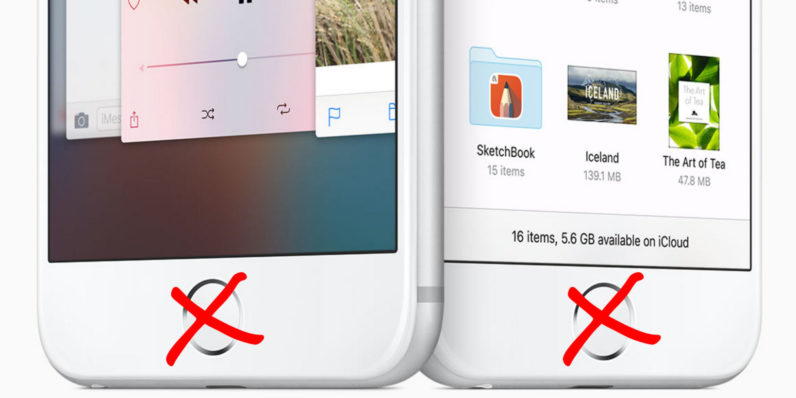 13 items
iMes
ICELAND
The Art
of Tea
SketchBook
15 items
Iceland
139.1 MB
The Art of Tea
47.8 MB
16 items, 5.6 GB available on iCloud